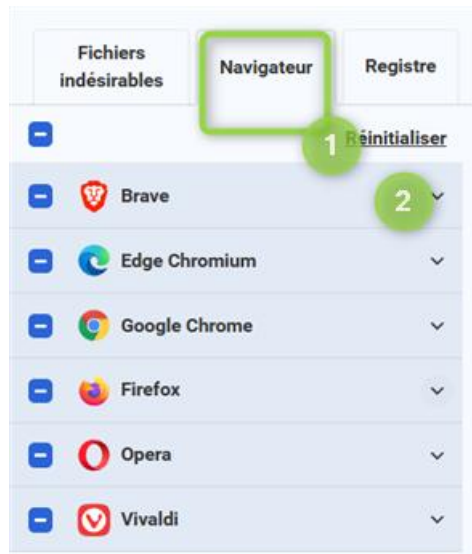 Fichiers
indésirables
Navigateur
Registre
1
Réinitialiser
Brave
2
Edge Chromium
Google Chrome
Firefox
Opera
Vivaldi